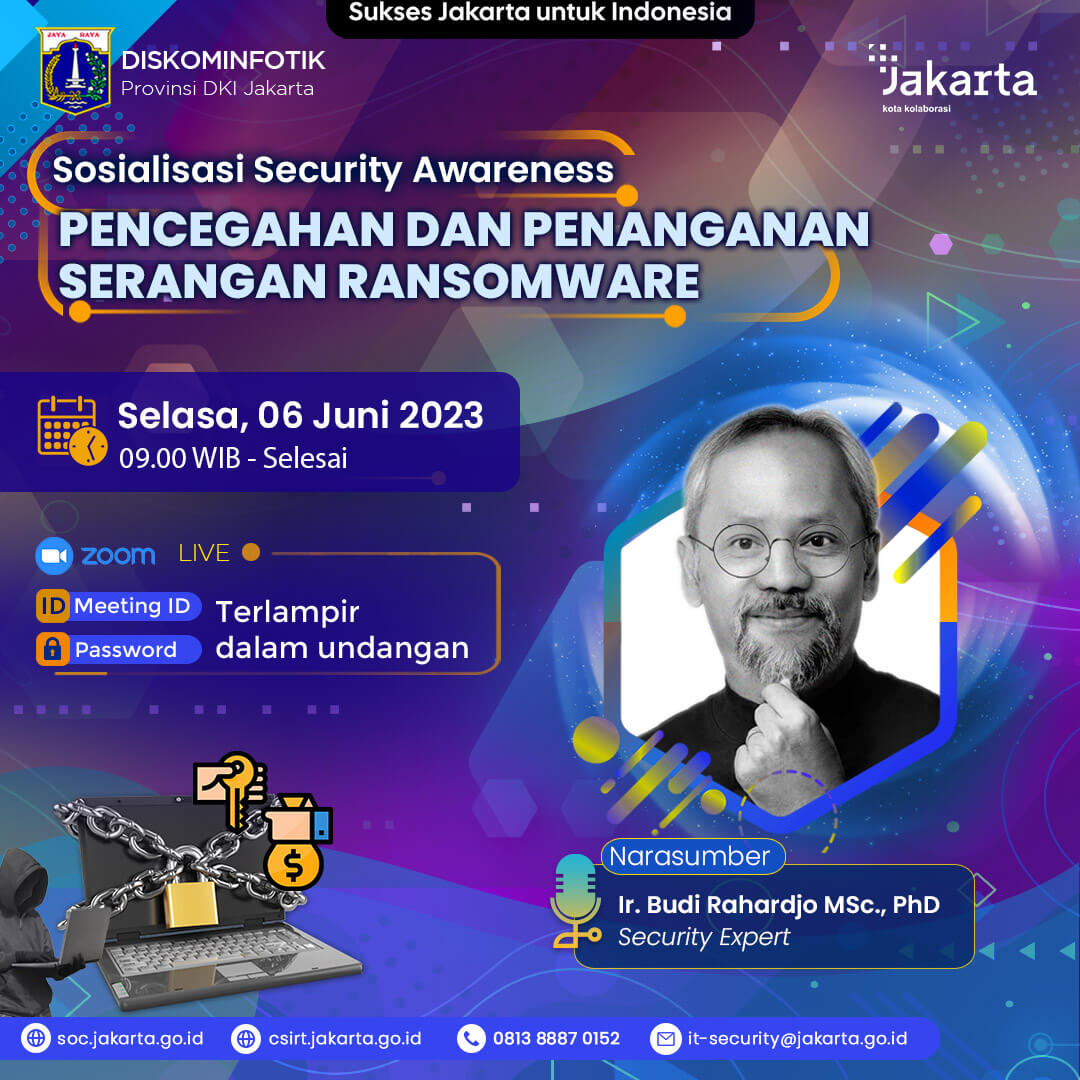 Sukses Jakarta untuk Indonesia
JAYA RAYA
DISKOMINFOTIK
Provinsi DKI Jakarta
Jakarta
kota kolaborasi
Sosialisasi Security Awareness
PENCEGAHAN DAN PENANGANAN
SERANGAN RANSOMWARE
Selasa, 06 Juni 2023
09.00 WIB - Selesai
zoom LIVE
ID Meeting ID
Password
Terlampir
dalam undangan
$
Narasumber
Ir. Budi Rahardjo MSc., PhD
Security Expert
soc.jakarta.go.id csirt.jakarta.go.id 0813 8887 0152 it-security@jakarta.go.id